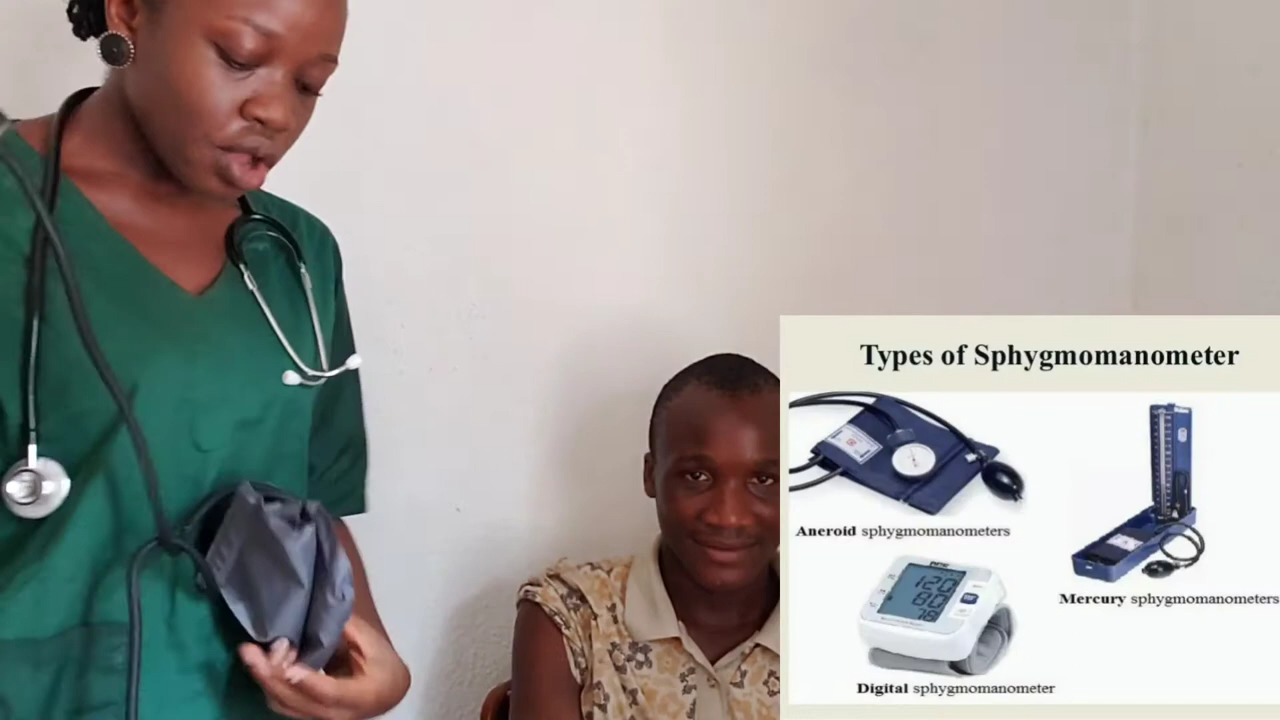 Types of Sphygmomanometer
Aneroid sphygmomanometers
Mercury sphygmomanometers
120
80
78
Digital sphygmomanometer